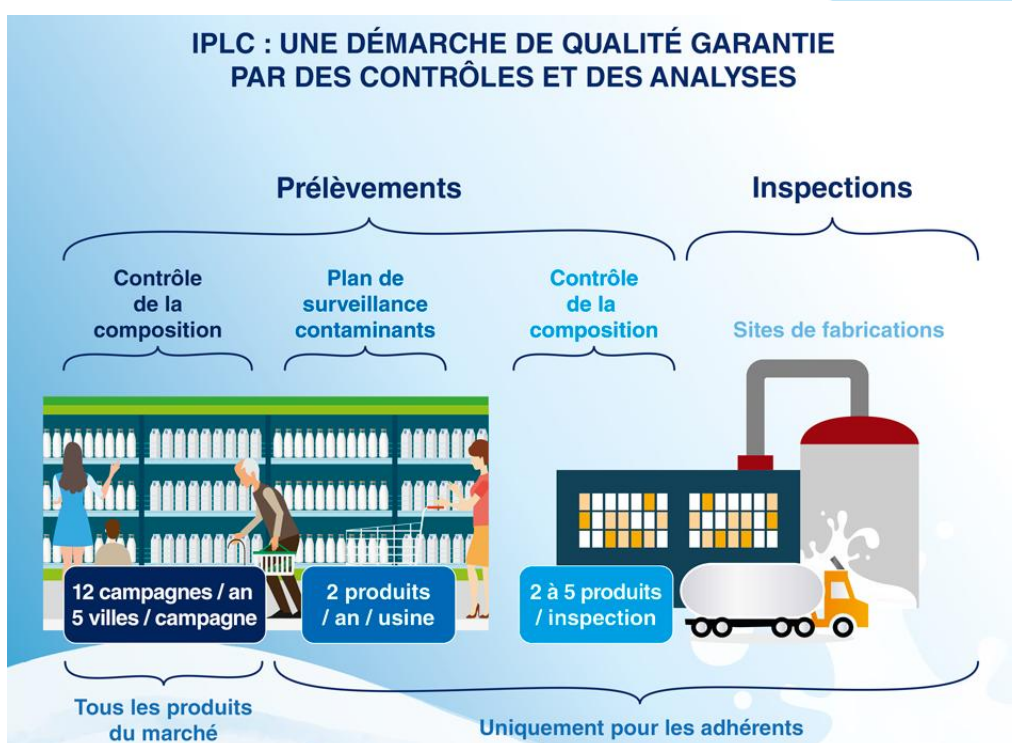 IPLC : UNE DÉMARCHE DE QUALITÉ GARANTIE
PAR DES CONTRÔLES ET DES ANALYSES
Prélèvements
Inspections
Contrôle
de la
composition
Plan de
surveillance
contaminants
Contrôle
de la
composition
Sites de fabrications
12 campagnes / an
5 villes / campagne
2 produits
/ an / usine
2 à 5 produits
/ inspection
Tous les produits
du marché
Uniquement pour les adhérents